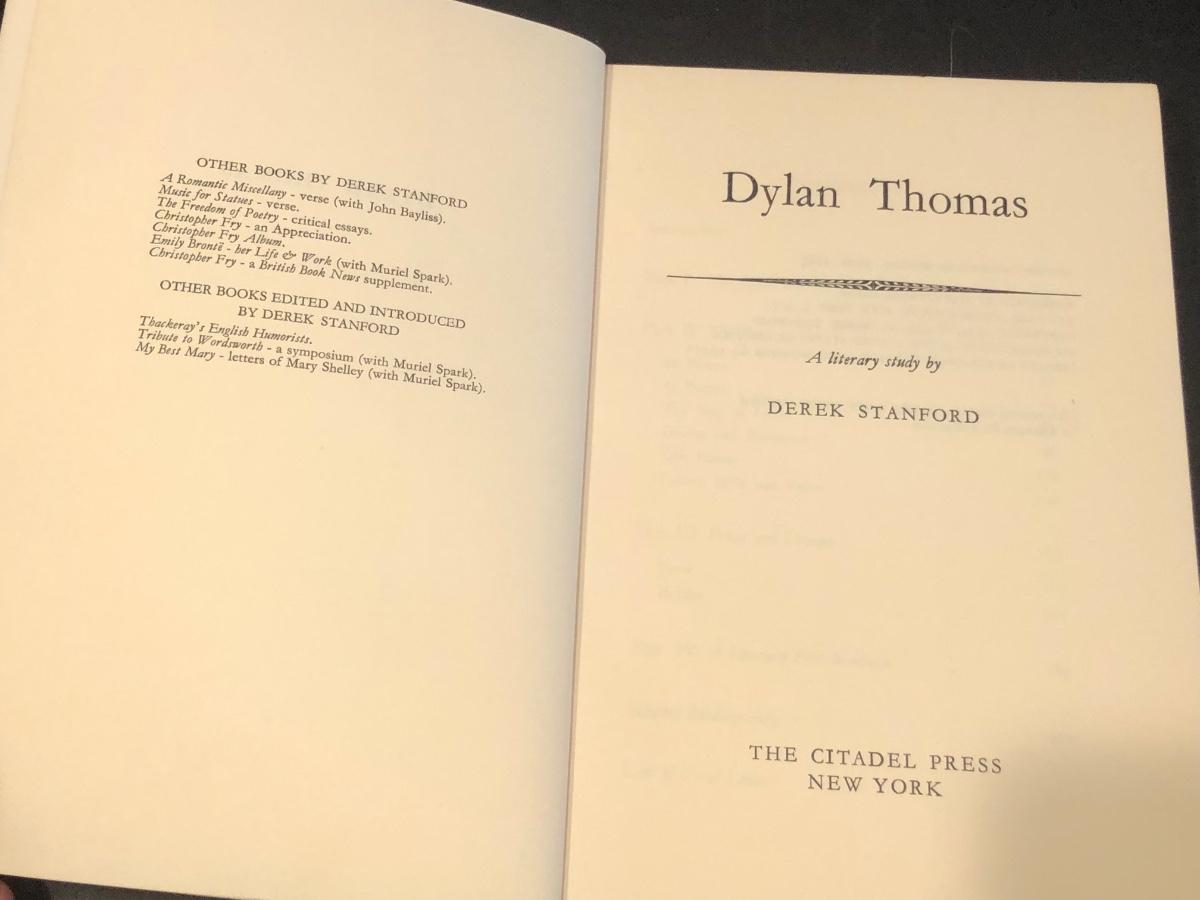 OTHER BOOKS BY DEREK STANFORD
A Romantic Miscellany - verse (with John Bayliss).
Music for Statues - verse.
The Freedom of Poetry - critical essays.
Christopher Fry - an Appreciation.
Christopher Fry Album.
Emily Brontë - her Life & Work (with Muriel Spark).
Christopher Fry - a British Book News supplement.
OTHER BOOKS EDITED AND INTRODUCED
BY DEREK STANFORD
Thackeray's English Humorists.
Tribute to Wordsworth - a symposium (with Muriel Spark).
My Best Mary - letters of Mary Shelley (with Muriel Spark).
Dylan Thomas
A literary study by
DEREK STANFORD
THE CITADEL PRESS
NEW YORK